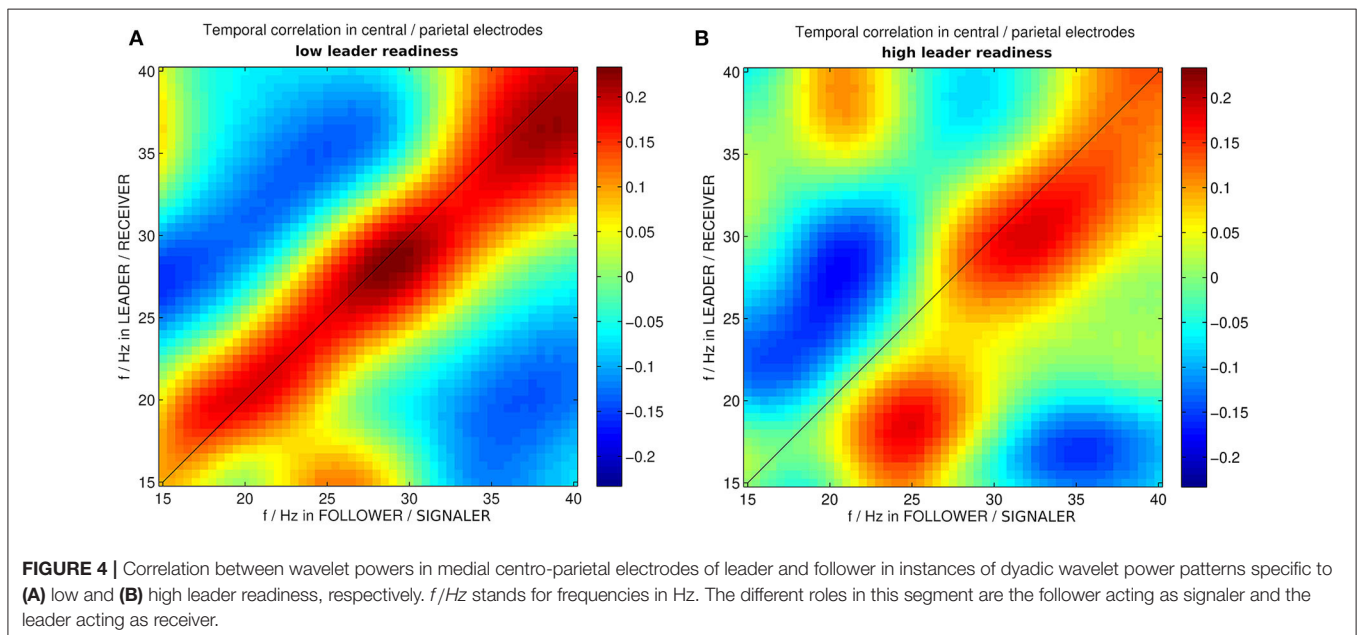 A
Temporal correlation in central / parietal electrodes
low leader readiness
40
35
30
25
20
15
f / Hz in LEADER / RECEIVER
15 20 25 30 35 40
f / Hz in FOLLOWER / SIGNALER
0.2
0.15
0.1
0.05
0
−0.05
−0.1
−0.15
−0.2
B
Temporal correlation in central / parietal electrodes
high leader readiness
40
35
30
25
20
15
f / Hz in LEADER / RECEIVER
15 20 25 30 35 40
f / Hz in FOLLOWER / SIGNALER
0.2
0.15
0.1
0.05
0
−0.05
−0.1
−0.15
−0.2
FIGURE 4 | Correlation between wavelet powers in medial centro-parietal electrodes of leader and follower in instances of dyadic wavelet power patterns specific to
(A) low and (B) high leader readiness, respectively. f/Hz stands for frequencies in Hz. The different roles in this segment are the follower acting as signaler and the
leader acting as receiver.